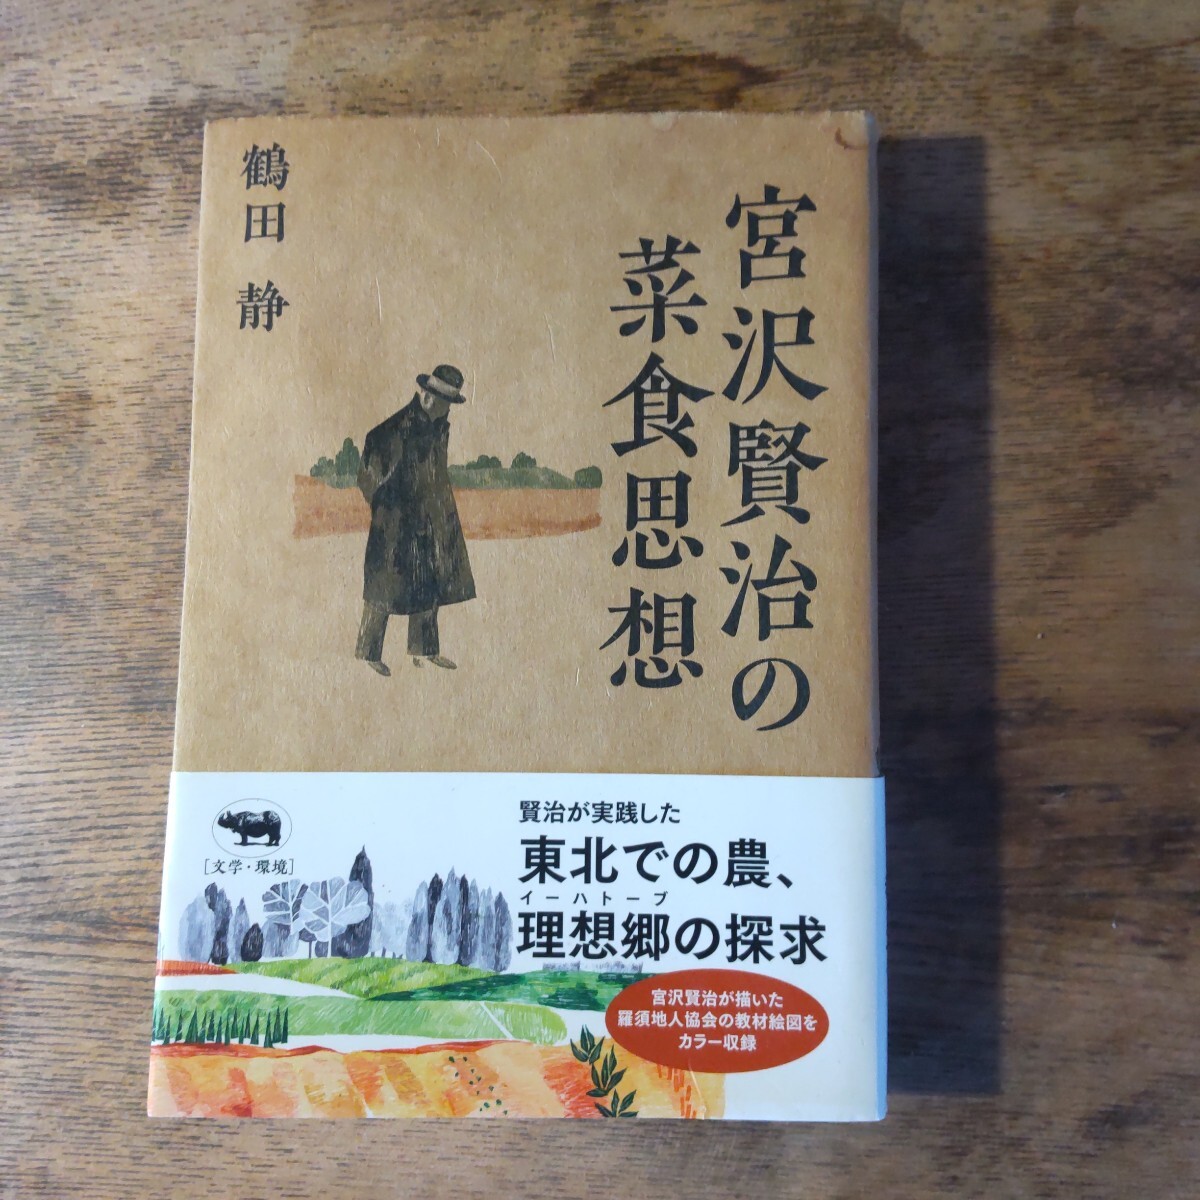 宮沢賢治の
菜食思想
鶴田 静
賢治が実践した
東北での農、
イーハトーブ
理想郷の探求
[文学・環境]
宮沢賢治が描いた
羅須地人協会の教材絵図を
カラー収録